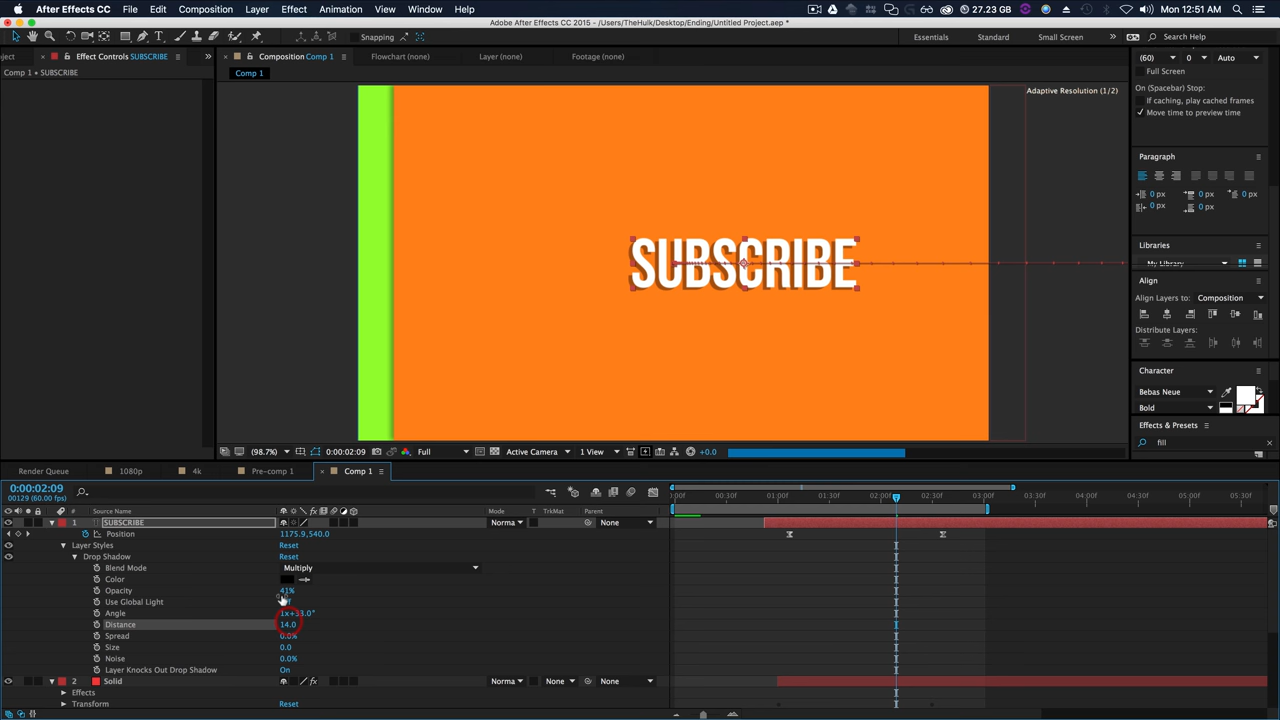 After Effects CC File Edit Composition Layer Effect Animation View Window Help 27.23 GB Mon 12:51 AM
Adobe After Effects CC 2015 - /Users/TheHulk/Desktop/Ending/Untitled Project.aep *
Snapping Essentials Standard Small Screen Search Help
ject Effect Controls SUBSCRIBE Composition Comp 1 Flowchart (none) Layer (none) Footage (none) (60) 0 Auto
Comp 1 • SUBSCRIBE Comp 1 Full Screen
Adaptive Resolution (1/2)
On (Spacebar) Stop:
If caching, play cached frames
Move time to preview time
Paragraph
0 px 0 px 0 px
0 px 0 px
SUBSCRIBE
Libraries
My Library
Align
Align Layers to: Composition
Distribute Layers:
Character
Bebas Neue
Bold
Effects & Presets
fill
(98.7%) 0:00:02:09 Full Active Camera 1 View +0.0
Render Queue 1080p 4k Pre-comp 1 Comp 1
0:00:02:09
00129 (60.00 fps)
:00f 00:30f 01:00f 01:30f 02:00f 02:30f 03:00f 03:30f 04:00f 04:30f 05:00f 05:30f
# Source Name Mode T TrkMat Parent
1 SUBSCRIBE Norma None
Position 1175.9,540.0
Layer Styles Reset
Drop Shadow Reset
Blend Mode Multiply
Color
Opacity 41%
Use Global Light
Angle
Distance 14.0
Spread 0.0%
Size 0.0
Noise 0.0%
Layer Knocks Out Drop Shadow On
2 Solid Norma None None
Effects
Transform Reset